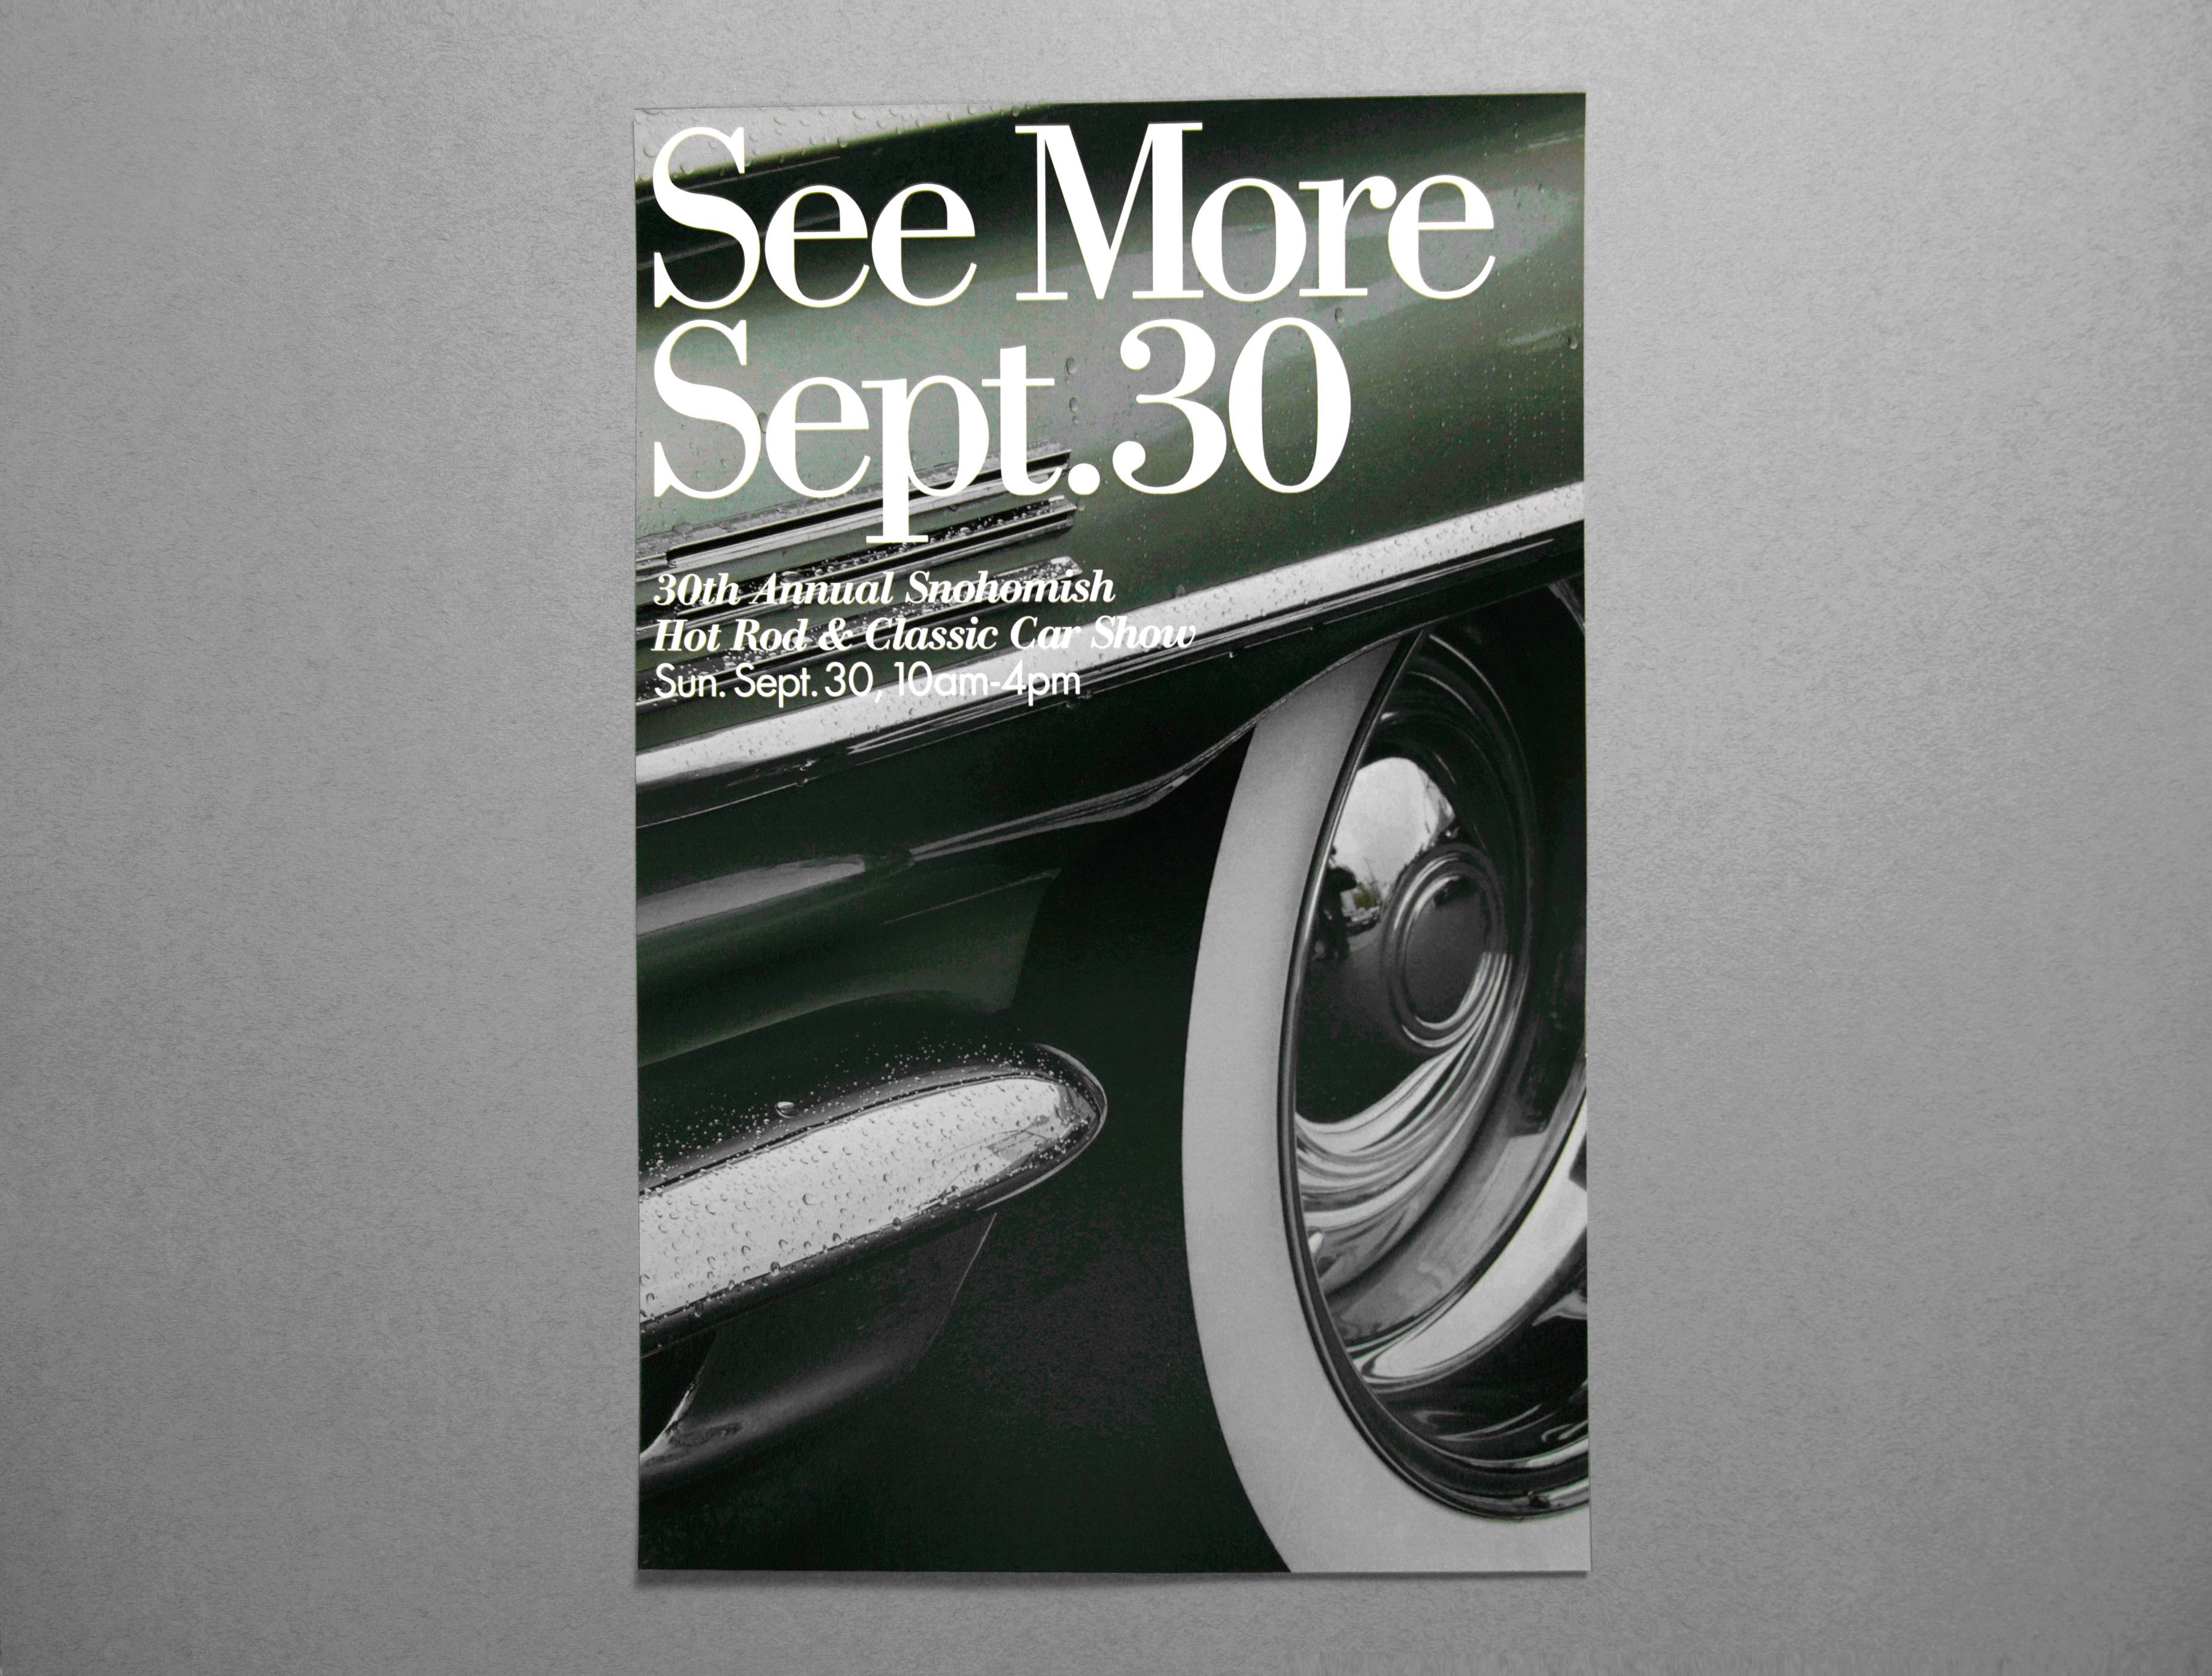 See More
Sept.30
30th Annual Snohomish
Hot Rod & Classic Car Show
Sun. Sept. 30, 10am-4pm